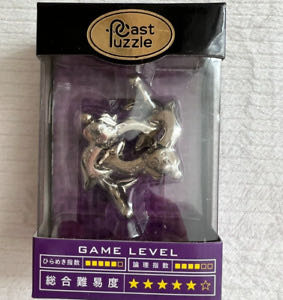 Cast
Puzzle
GAME LEVEL
ひらめき指数 ■■■■■□ 論理指数 ■■■■□□
総合難易度 ★★★★★☆